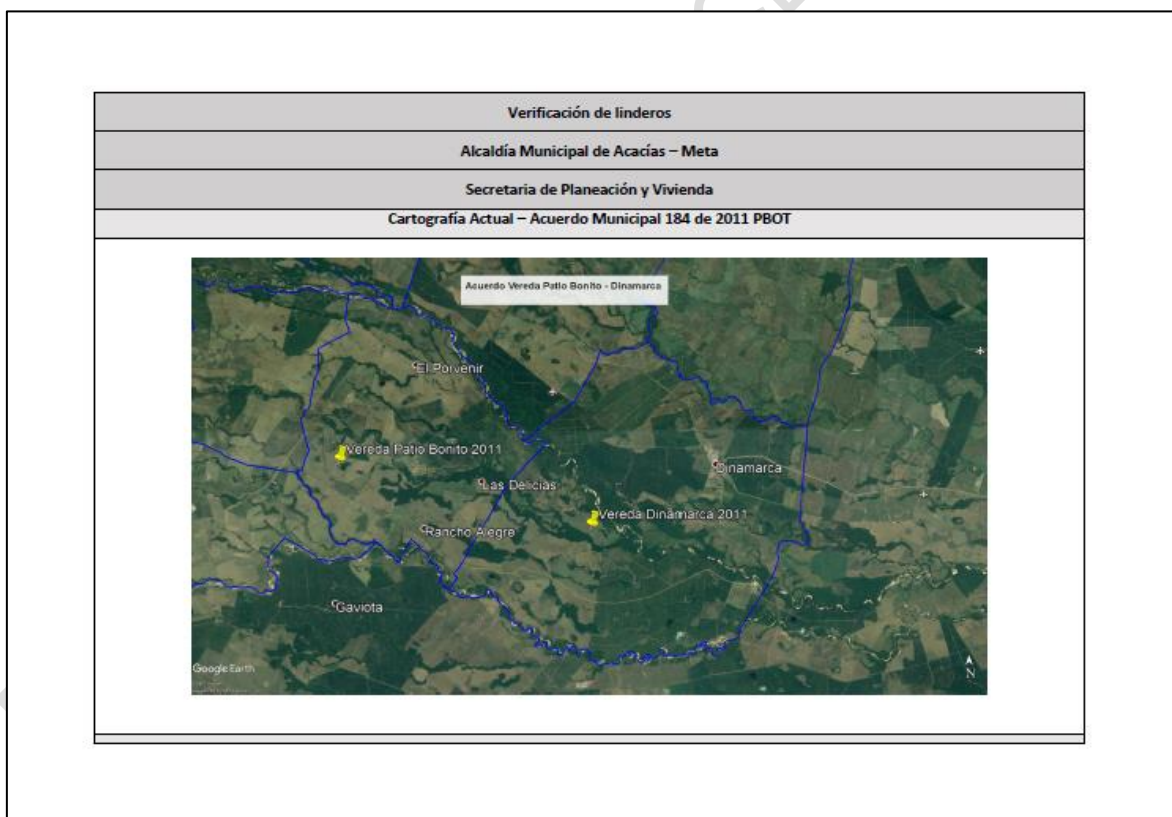 Verificación de linderos
Alcaldía Municipal de Acacías – Meta
Secretaria de Planeación y Vivienda
Cartografía Actual – Acuerdo Municipal 184 de 2011 PBOT
Acuerdo Vereda Patio Bonito - Dinamarca
El Porvenir
Vereda Patio Bonito 2011
Dinamarca
Las Delicias
Vereda Dinamarca 2011
Rancho Alegre
Gaviota
Google Earth
N